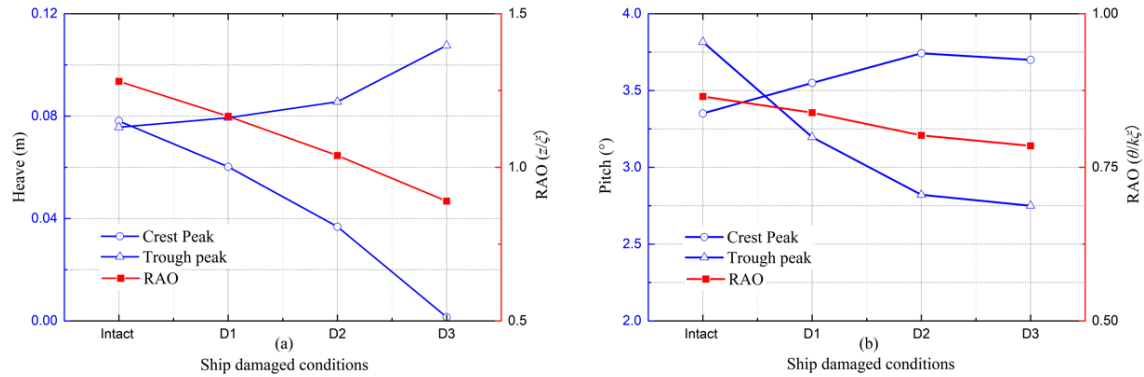 0.12
0.08
0.04
0.00
Heave (m)
1.5
1.0
0.5
RAO (z/ξ)
Crest Peak
Trough peak
RAO
Intact D1 D2 D3
(a)
Ship damaged conditions
4.0
3.5
3.0
2.5
2.0
Pitch (°)
1.00
0.75
0.50
RAO (θ/kξ)
Crest Peak
Trough peak
RAO
Intact D1 D2 D3
(b)
Ship damaged conditions